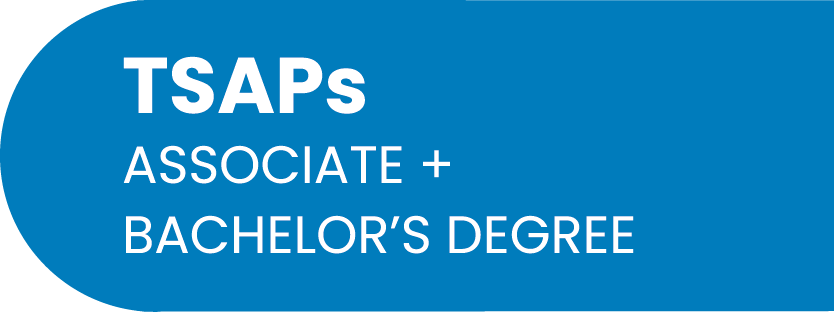 TSAPs
ASSOCIATE +
BACHELOR’S DEGREE